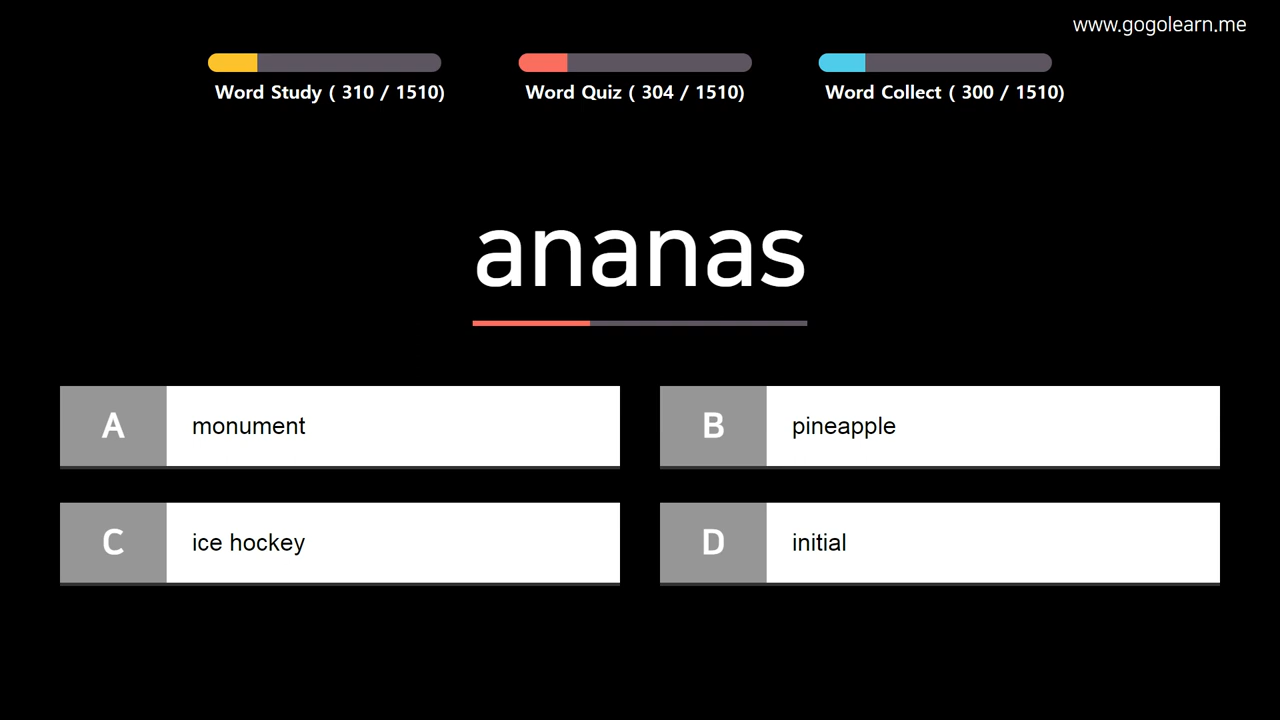 www.gogolearn.me
Word Study ( 310 / 1510)
Word Quiz ( 304 / 1510)
Word Collect ( 300 / 1510)
ananas
A monument
B pineapple
C ice hockey
D initial